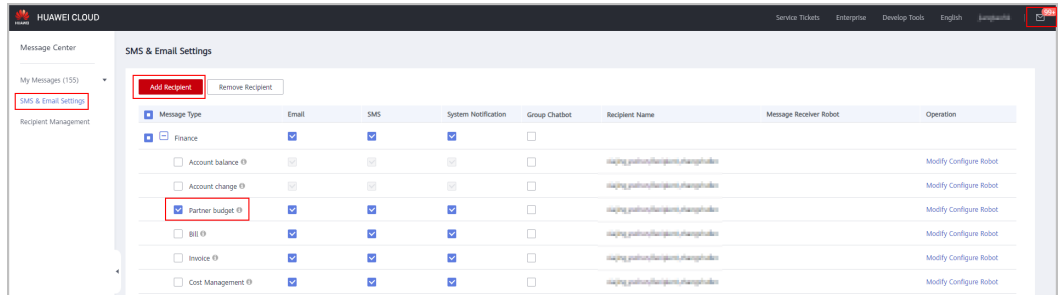 HUAWEI HUAWEI CLOUD Service Tickets Enterprise Develop Tools English 99+
Message Center
SMS & Email Settings
My Messages (155)
Add Recipient Remove Recipient
SMS & Email Settings
Message Type Email SMS System Notification Group Chatbot Recipient Name Message Receiver Robot Operation
Recipient Management
Finance
Account balance Modify Configure Robot
Account change Modify Configure Robot
Partner budget Modify Configure Robot
Bill Modify Configure Robot
Invoice Modify Configure Robot
Cost Management Modify Configure Robot